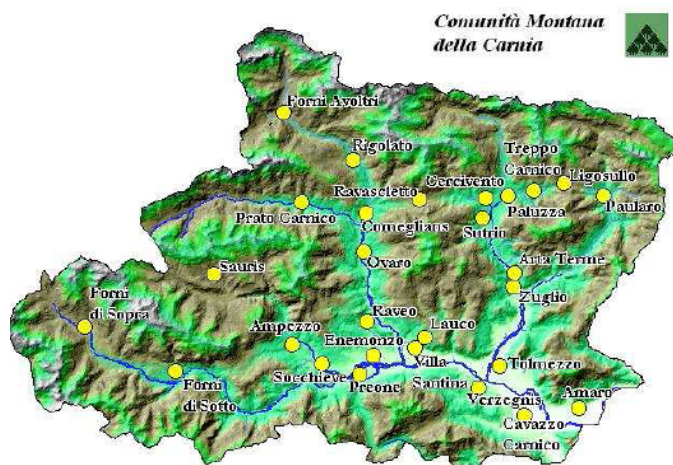 Comunità Montana
della Carnia
Forni Avoltri
Rigolato
Treppo
Carnico
Ligosullo
Ravascletto
Cercivento
Paluzza
Paularo
Prato Carnico
Comeglians
Sutrio
Ovaro
Sauris
Arta Terme
Zuglio
Forni
di Sopra
Ampezzo
Raveo
Lauco
Enemonzo
Villa
Santina
Tolmezzo
Socchieve
Preone
Forni
di Sotto
Verzegnis
Amaro
Cavazzo
Carnico